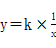 y=k × 1/x